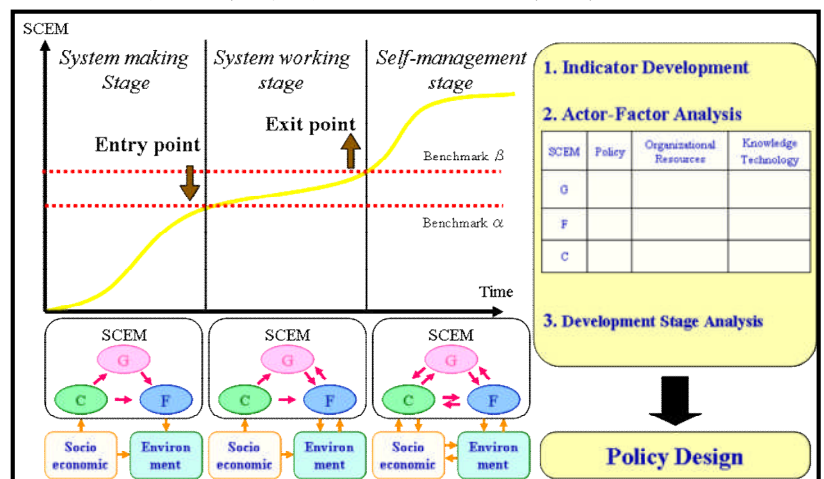 SCEM
System making
Stage
System working
stage
Self-management
stage
Entry point
Exit point
Benchmark β
Benchmark α
Time
1. Indicator Development
2. Actor-Factor Analysis
SCEM Policy Organizational Resources Knowledge Technology
G
F
C
3. Development Stage Analysis
Policy Design
SCEM
G
C F
Socio economic Environ ment
SCEM
G
C F
Socio economic Environ ment
SCEM
G
C F
Socio economic Environ ment